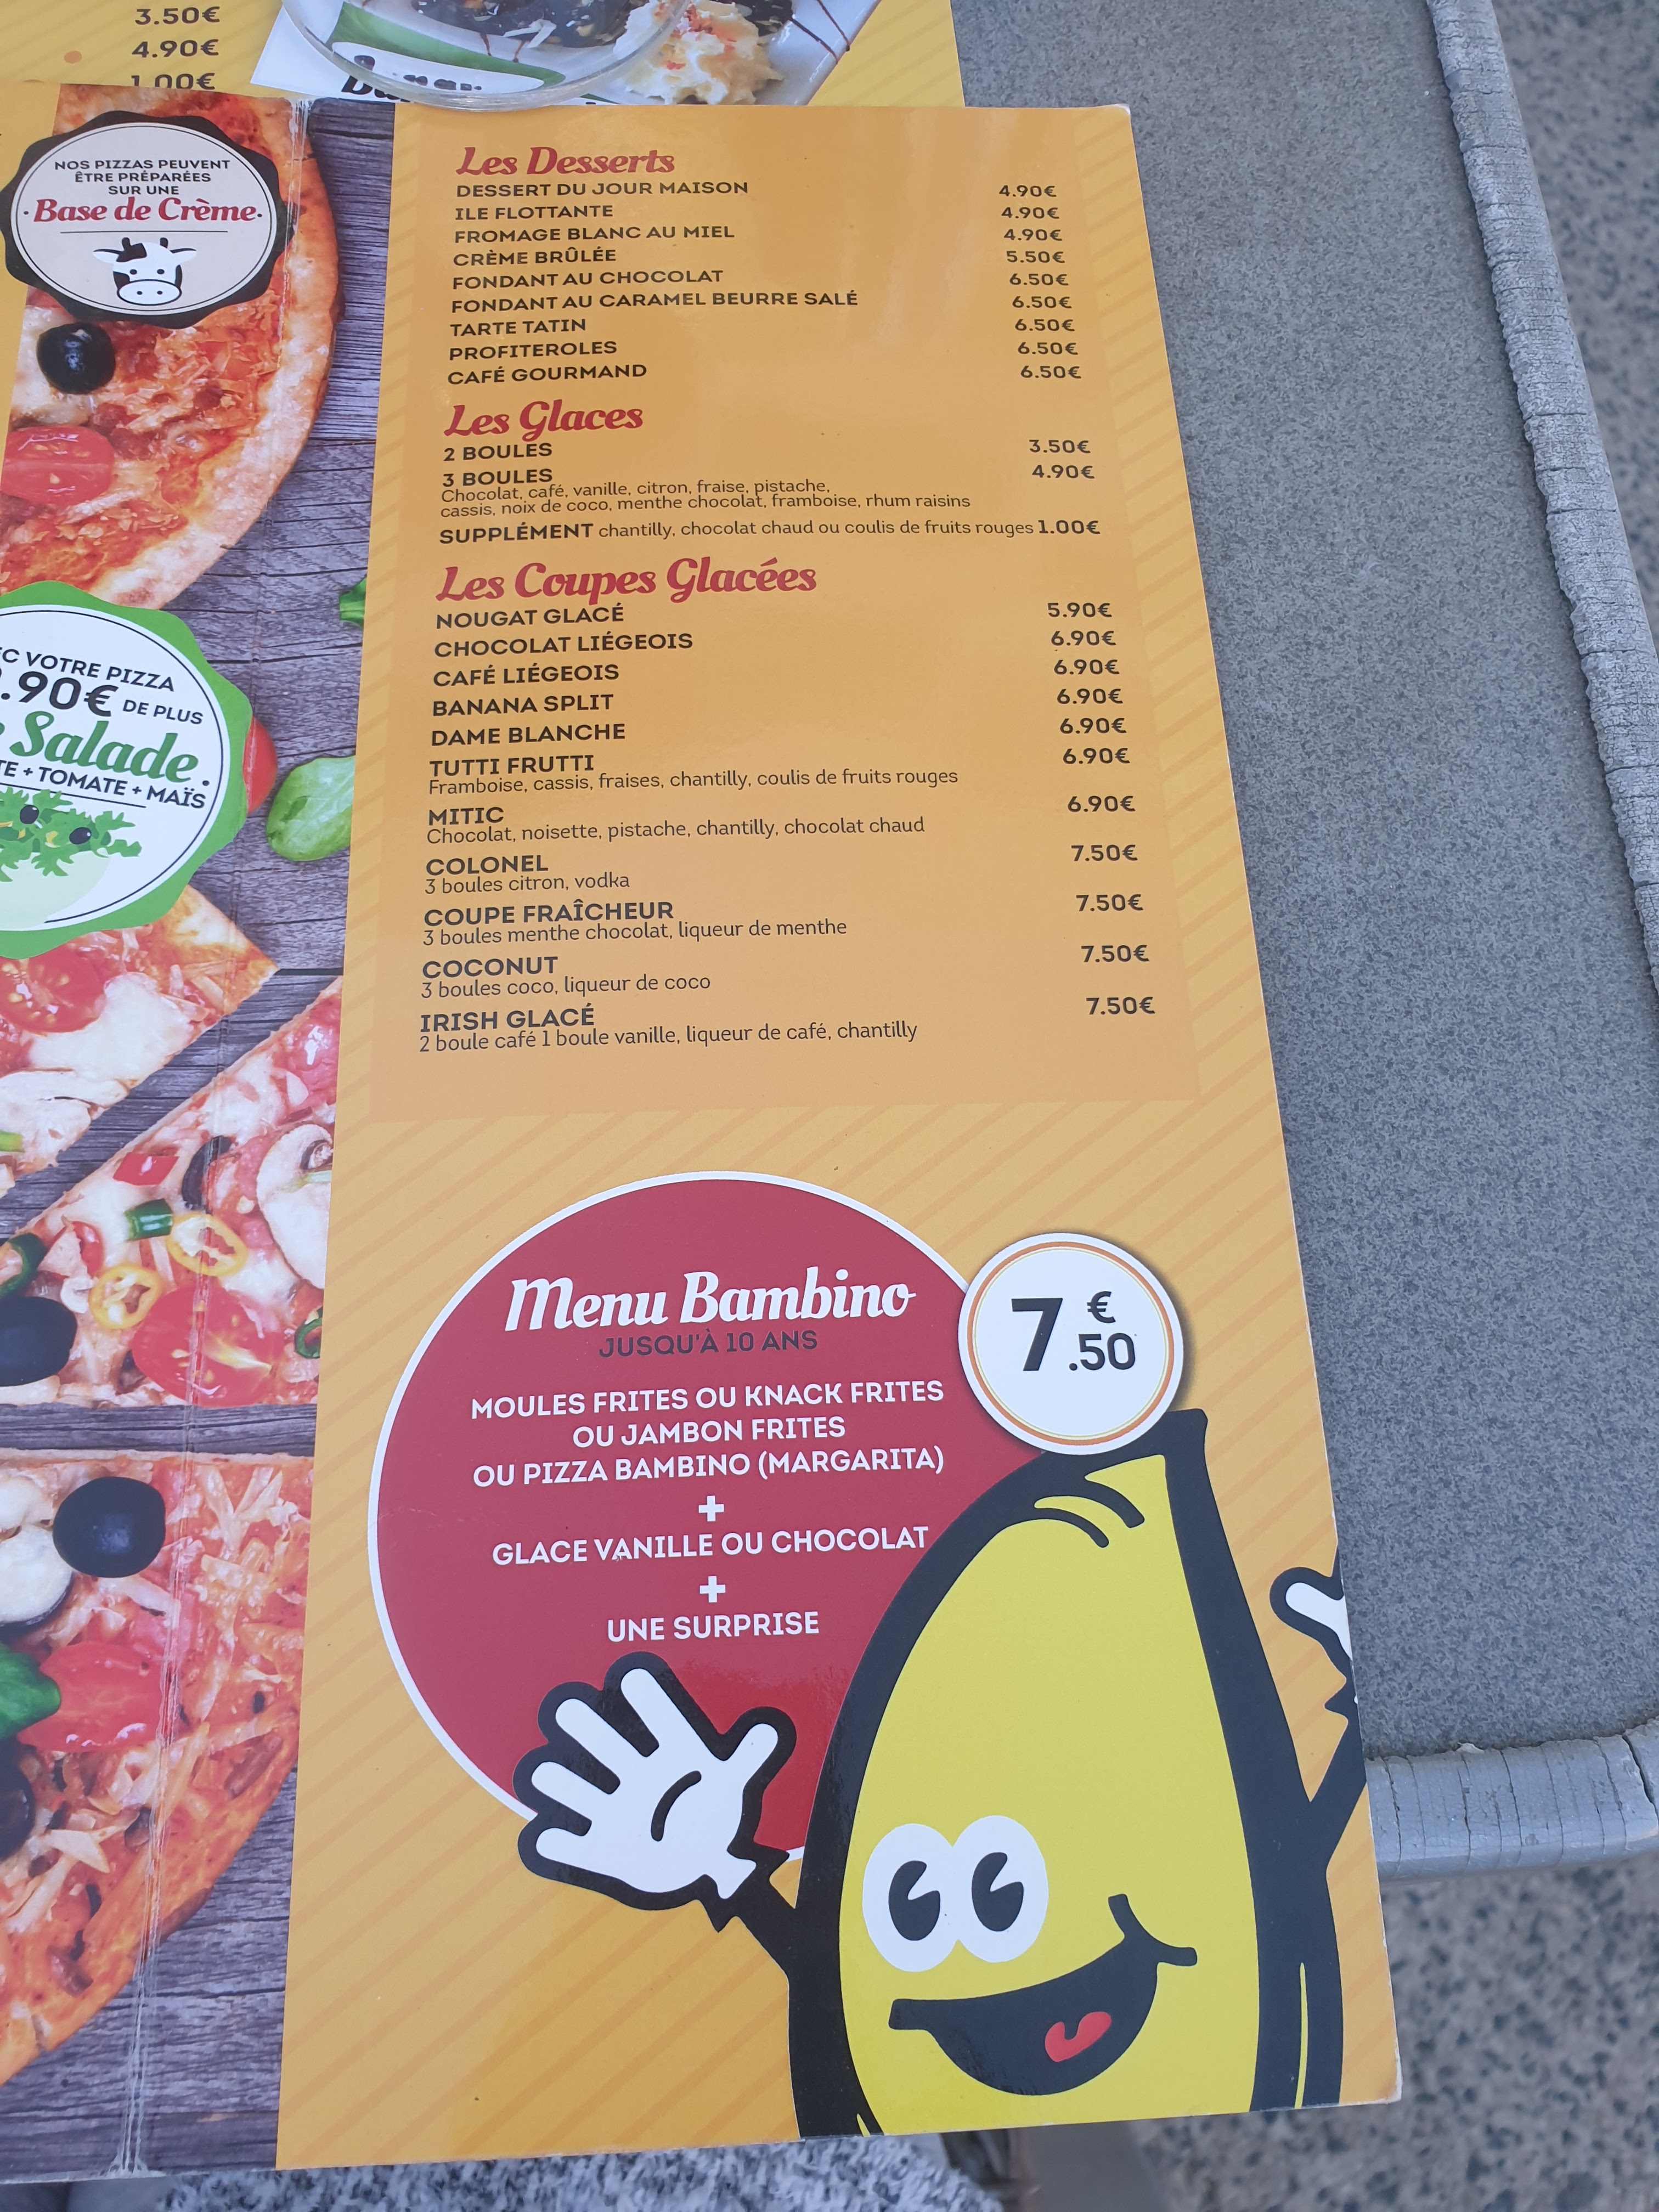 3.50€
4.90€
1.00€
NOS PIZZAS PEUVENT
ÊTRE PRÉPARÉES
SUR UNE
Base de Crème
VOTRE PIZZA
.90€ DE PLUS
Salade
+ TOMATE + MAÏS
Les Desserts
DESSERT DU JOUR MAISON 4.90€
ILE FLOTTANTE 4.90€
FROMAGE BLANC AU MIEL 4.90€
CRÈME BRÛLÉE 5.50€
FONDANT AU CHOCOLAT 6.50€
FONDANT AU CARAMEL BEURRE SALÉ 6.50€
TARTE TATIN 6.50€
PROFITEROLES 6.50€
CAFÉ GOURMAND 6.50€
Les Glaces
2 BOULES 3.50€
3 BOULES 4.90€
Chocolat, café, vanille, citron, fraise, pistache,
cassis, noix de coco, menthe chocolat, framboise, rhum raisins
SUPPLÉMENT chantilly, chocolat chaud ou coulis de fruits rouges 1.00€
Les Coupes Glacées
NOUGAT GLACÉ 5.90€
CHOCOLAT LIÉGEOIS 6.90€
CAFÉ LIÉGEOIS 6.90€
BANANA SPLIT 6.90€
DAME BLANCHE 6.90€
TUTTI FRUTTI 6.90€
Framboise, cassis, fraises, chantilly, coulis de fruits rouges
MITIC 6.90€
Chocolat, noisette, pistache, chantilly, chocolat chaud
COLONEL 7.50€
3 boules citron, vodka
COUPE FRAÎCHEUR 7.50€
3 boules menthe chocolat, liqueur de menthe
COCONUT 7.50€
3 boules coco, liqueur de coco
IRISH GLACÉ 7.50€
2 boule café 1 boule vanille, liqueur de café, chantilly
Menu Bambino
JUSQU'À 10 ANS
7€.50
MOULES FRITES OU KNACK FRITES
OU JAMBON FRITES
OU PIZZA BAMBINO (MARGARITA)
+
GLACE VANILLE OU CHOCOLAT
+
UNE SURPRISE